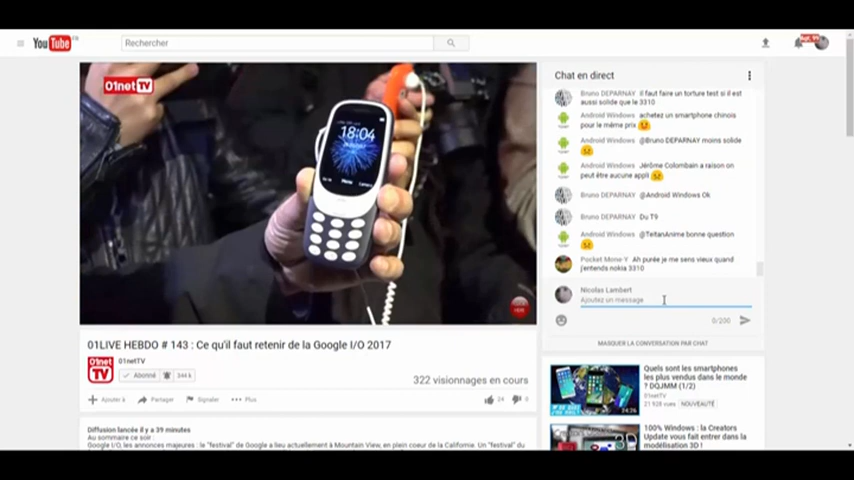 YouTube FR
Rechercher
01net TV
18:04
Chat en direct
Bruno DEPARNAY Il faut faire un torture test si il est
aussi solide que le 3310
Android Windows achetez un smartphone chinois
pour le même prix
Android Windows @Bruno DEPARNAY moins solide
Android Windows Jérôme Colombain a raison on
peut être aucune appli
Bruno DEPARNAY @Android Windows Ok
Bruno DEPARNAY Du T9
Android Windows @TeitanAnime bonne question
Pocket Mone-Y Ah purée je me sens vieux quand
j'entends nokia 3310
Nicolas Lambert
Ajoutez un message
0/200
MASQUER LA CONVERSATION PAR CHAT
01LIVE HEBDO # 143 : Ce qu'il faut retenir de la Google I/O 2017
01net TV
01netTV
Abonné 344 k
322 visionnages en cours
Ajouter à Partager Signaler Plus
24 0
Diffusion lancée il y a 39 minutes
Au sommaire ce soir :
Google I/O, les annonces majeures : le "festival" de Google a lieu actuellement à Mountain View, en plein coeur de la Californie. Un "festival" du
Quels sont les smartphones
les plus vendus dans le monde
? DQJMM (1/2)
01netTV
21 928 vues NOUVEAUTÉ
24:26
100% Windows : la Creators
Update vous fait entrer dans la
modélisation 3D !